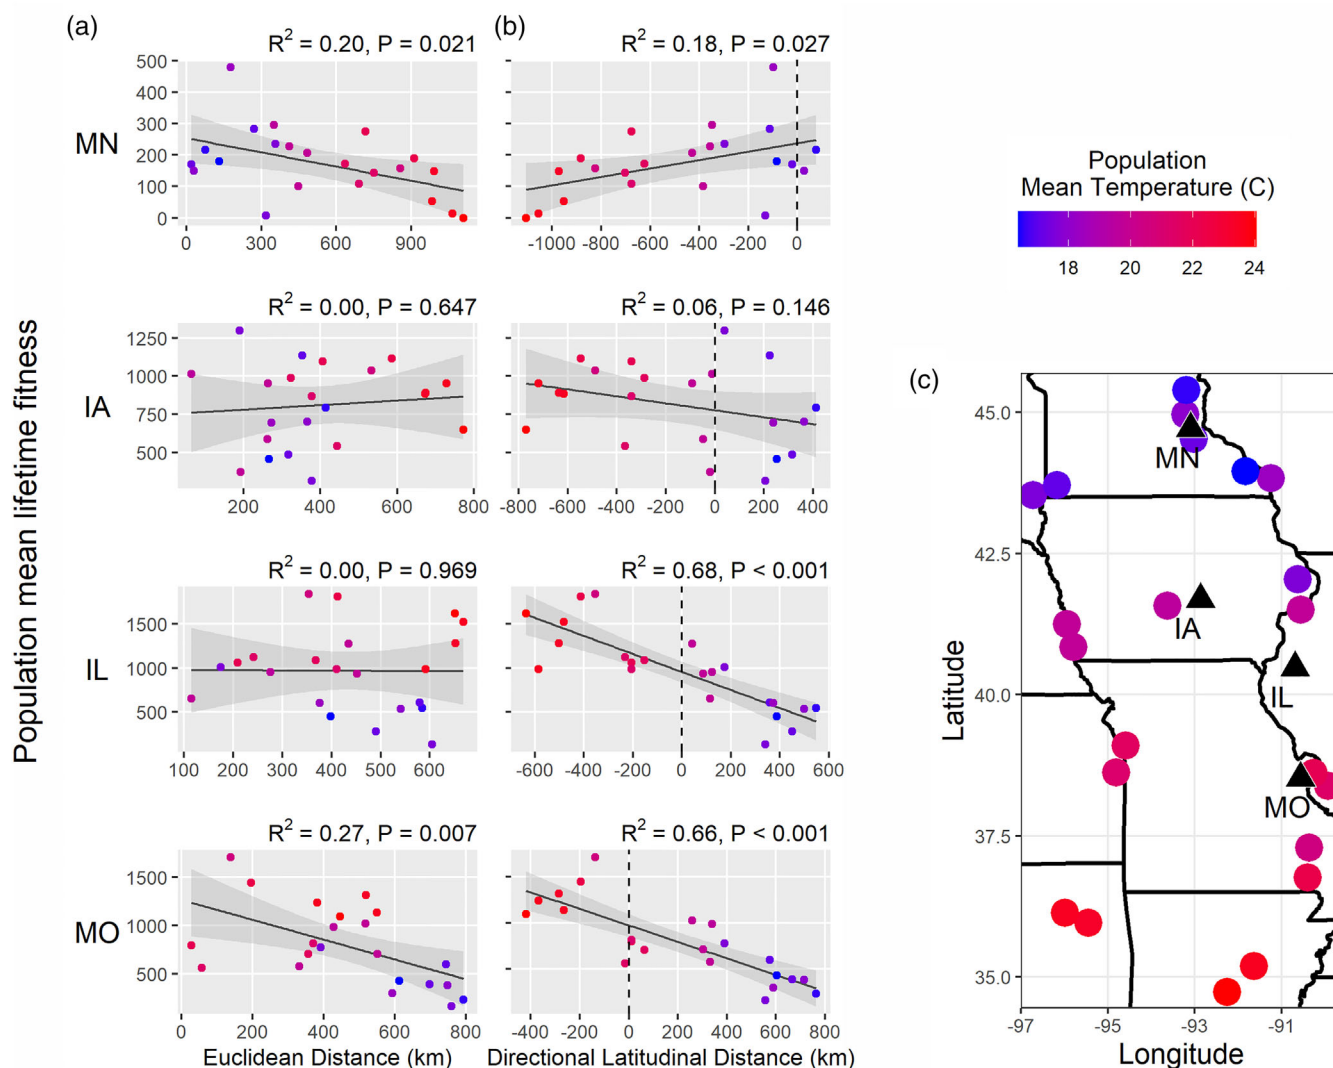 (a)
(b)
R² = 0.20, P = 0.021
R² = 0.18, P = 0.027
500
400
300
200
100
0
MN
0 300 600 900
-1000 -800 -600 -400 -200 0
R² = 0.00, P = 0.647
R² = 0.06, P = 0.146
1250
1000
750
500
IA
200 400 600 800
-800 -600 -400 -200 0 200 400
R² = 0.00, P = 0.969
R² = 0.68, P < 0.001
1500
1000
500
IL
100 200 300 400 500 600
-600 -400 -200 0 200 400 600
R² = 0.27, P = 0.007
R² = 0.66, P < 0.001
1500
1000
500
MO
0 200 400 600 800
-400 -200 0 200 400 600 800
Population mean lifetime fitness
Euclidean Distance (km)
Directional Latitudinal Distance (km)
Population
Mean Temperature (C)
18 20 22 24
(c)
45.0
42.5
40.0
37.5
35.0
Latitude
MN
IA
IL
MO
-97 -95 -93 -91
Longitude